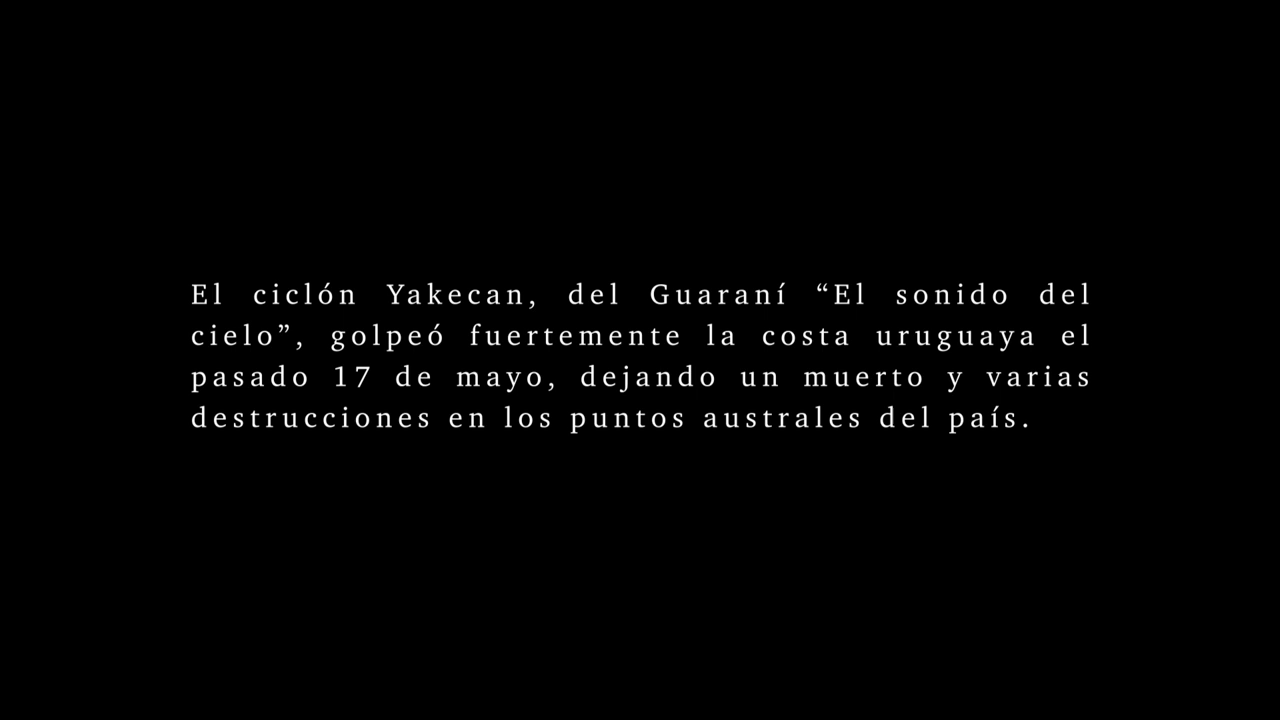 El ciclón Yakecan, del Guaraní “El sonido del
cielo”, golpeó fuertemente la costa uruguaya el
pasado 17 de mayo, dejando un muerto y varias
destrucciones en los puntos australes del país.